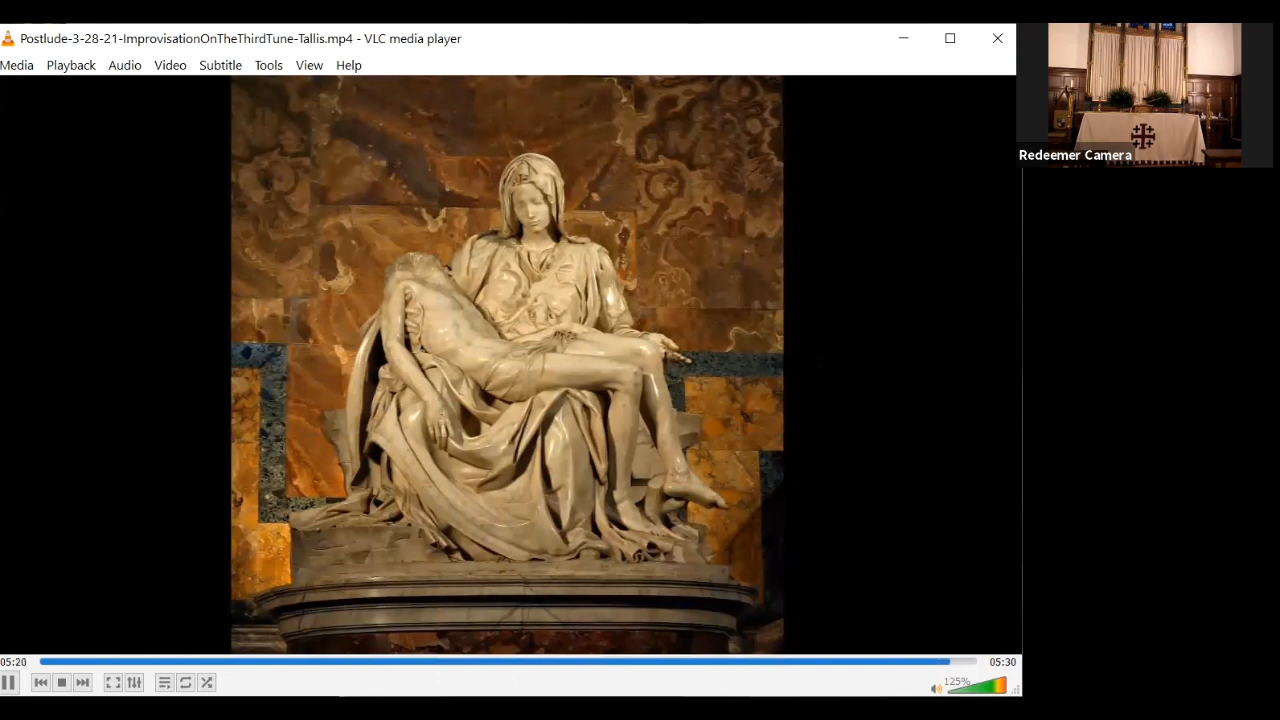 Postlude-3-28-21-ImprovisationOnTheThirdTune-Tallis.mp4 - VLC media player
Media Playback Audio Video Subtitle Tools View Help
Redeemer Camera
05:20
05:30
125%